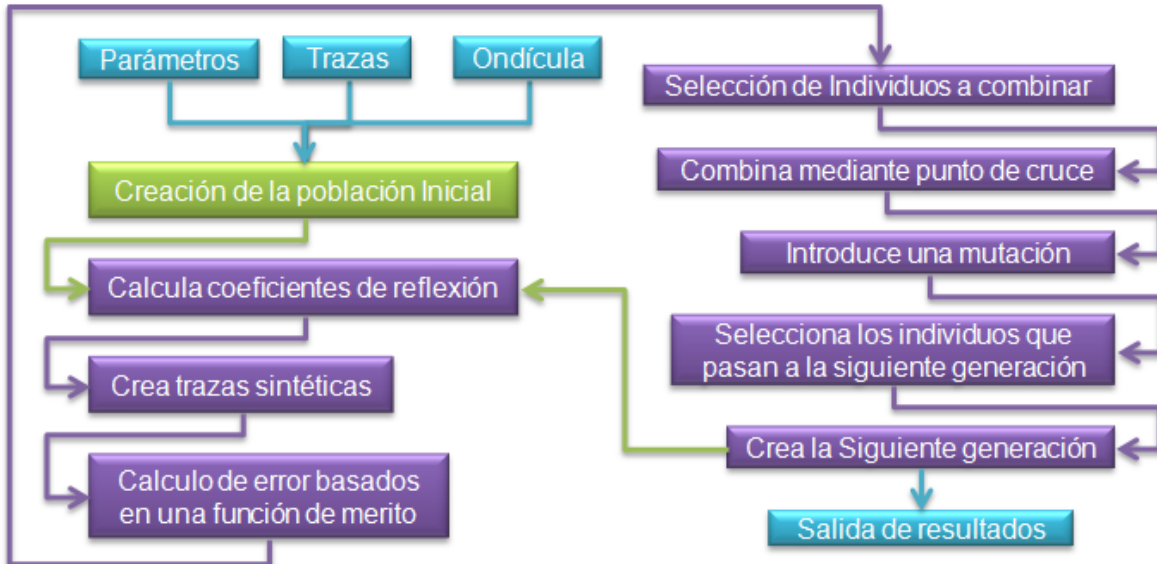 Parámetros
Trazas
Ondícula
Creación de la población Inicial
Calcula coeficientes de reflexión
Crea trazas sintéticas
Calculo de error basados
en una función de merito
Selección de Individuos a combinar
Combina mediante punto de cruce
Introduce una mutación
Selecciona los individuos que
pasan a la siguiente generación
Crea la Siguiente generación
Salida de resultados